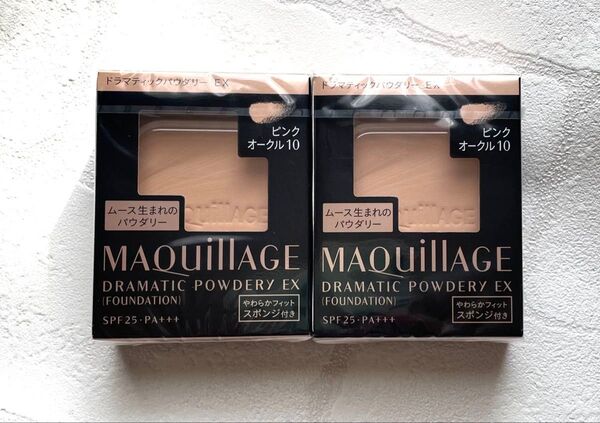 ドラマティックパウダリー EX
ピンク
オークル10
ムース生まれの
パウダリー
QUILLAGE
MAQuillAGE
DRAMATIC POWDERY EX
(FOUNDATION)
やわらかフィット
スポンジ付き
SPF25・PA+++
ドラマティックパウダリー EX
ピンク
オークル10
ムース生まれの
パウダリー
QUILLAGE
MAQuillAGE
DRAMATIC POWDERY EX
(FOUNDATION)
やわらかフィット
スポンジ付き
SPF25・PA+++